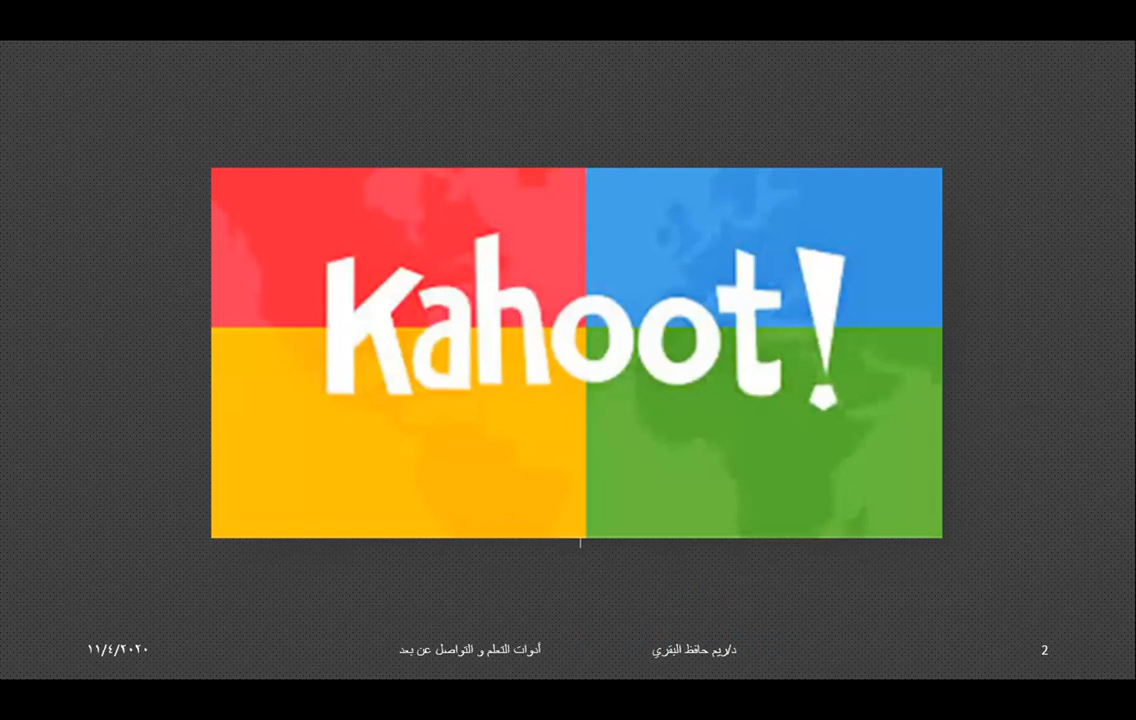 Kahoot!
د/ريم حافظ البقري
أدوات التعلم و التواصل عن بعد
١١/٤/٢٠٢٠
2